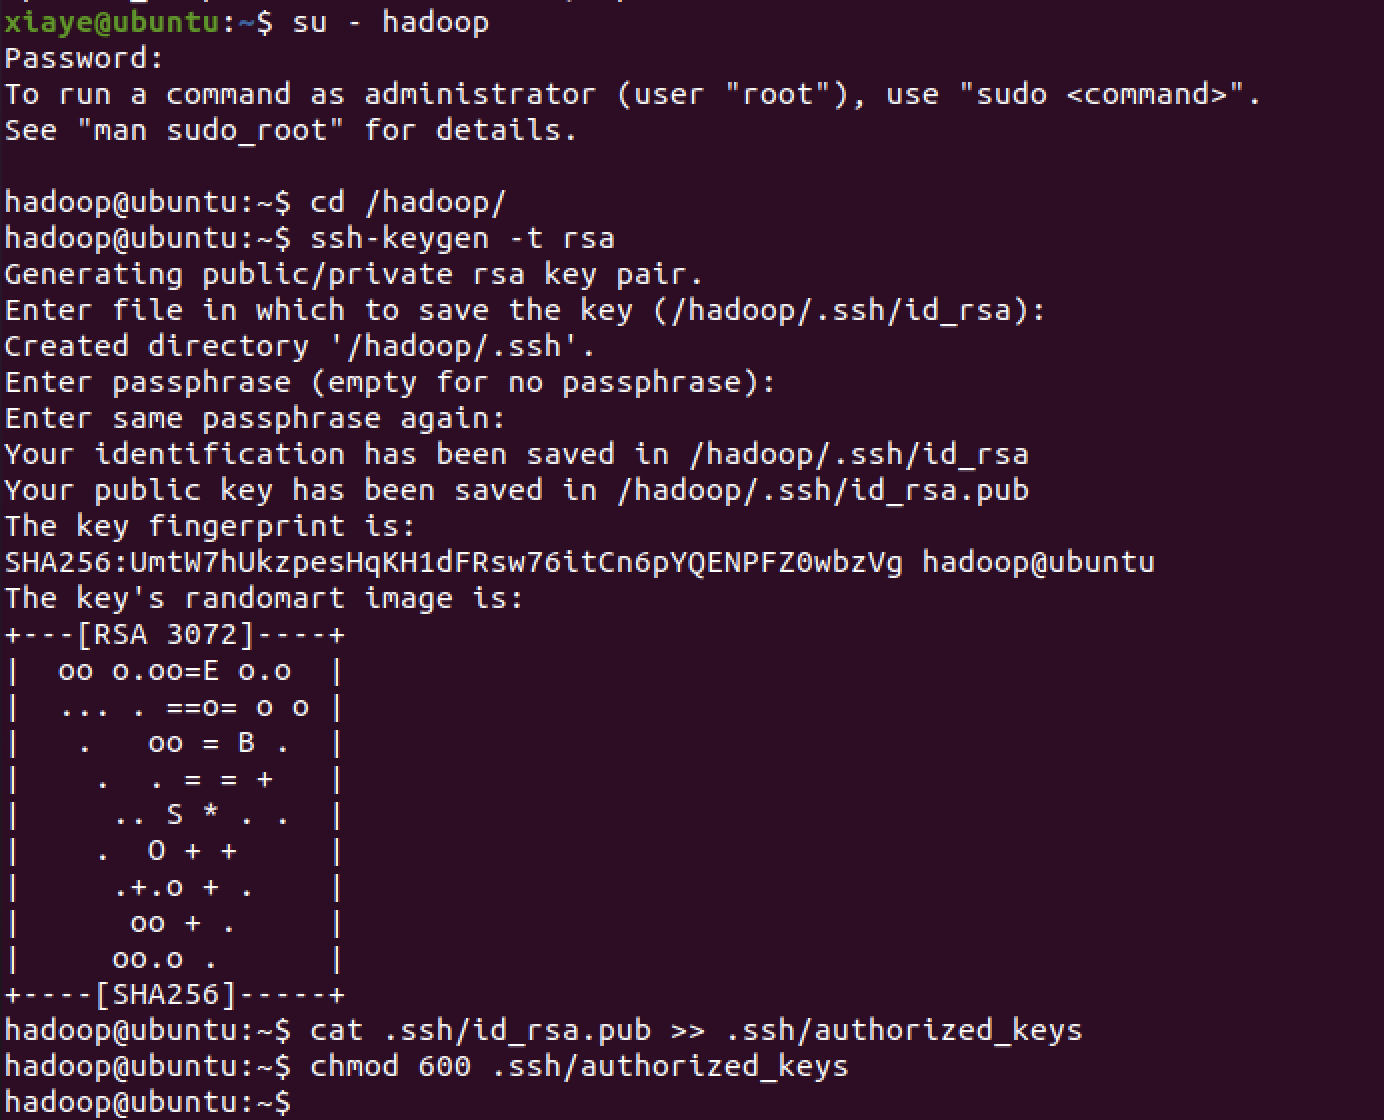 xiaye@ubuntu:~$ su - hadoop
Password:
To run a command as administrator (user "root"), use "sudo <command>".
See "man sudo_root" for details.

hadoop@ubuntu:~$ cd /hadoop/
hadoop@ubuntu:~$ ssh-keygen -t rsa
Generating public/private rsa key pair.
Enter file in which to save the key (/hadoop/.ssh/id_rsa):
Created directory '/hadoop/.ssh'.
Enter passphrase (empty for no passphrase):
Enter same passphrase again:
Your identification has been saved in /hadoop/.ssh/id_rsa
Your public key has been saved in /hadoop/.ssh/id_rsa.pub
The key fingerprint is:
SHA256:UmtW7hUkzpesHqKH1dFRsw76itCn6pYQENPFZ0wbzVg hadoop@ubuntu
The key's randomart image is:
+---[RSA 3072]----+
|  oo o.oo=E o.o  |
|  ... . ==o= o o |
|   .   oo = B .  |
|    .  . = = +   |
|     .. S * . .  |
|    .  O + +     |
|     .+.o + .    |
|      oo + .     |
|     oo.o .      |
+----[SHA256]-----+
hadoop@ubuntu:~$ cat .ssh/id_rsa.pub >> .ssh/authorized_keys
hadoop@ubuntu:~$ chmod 600 .ssh/authorized_keys
hadoop@ubuntu:~$